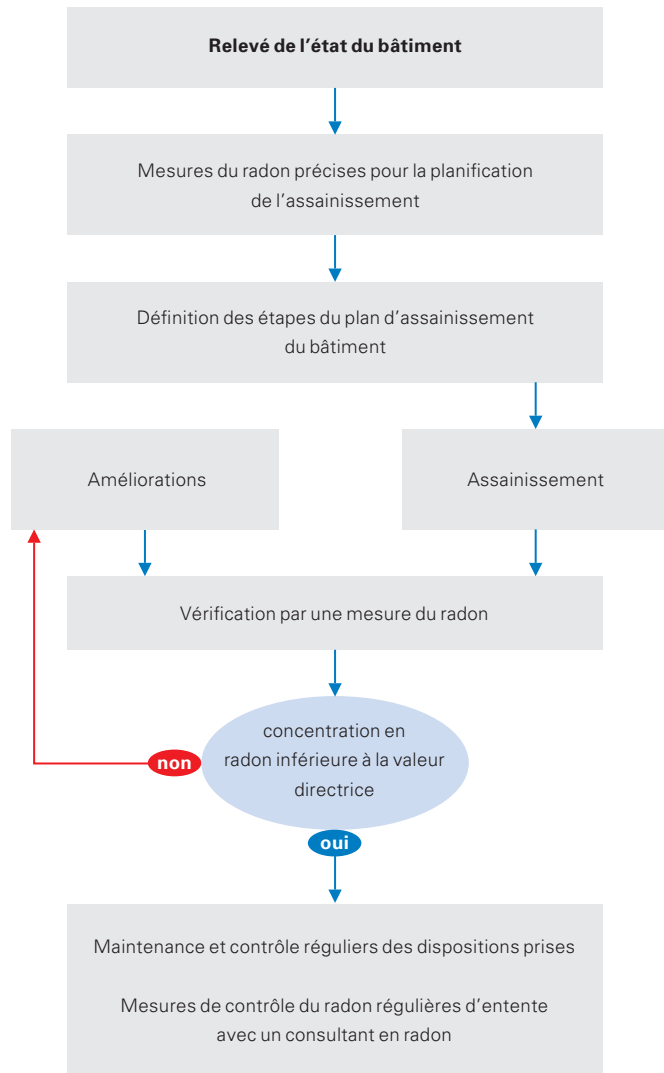 Relevé de l'état du bâtiment
Mesures du radon précises pour la planification
de l'assainissement
Définition des étapes du plan d'assainissement
du bâtiment
Améliorations
Assainissement
Vérification par une mesure du radon
concentration en
radon inférieure à la valeur
directrice
non
oui
Maintenance et contrôle réguliers des dispositions prises
Mesures de contrôle du radon régulières d'entente
avec un consultant en radon